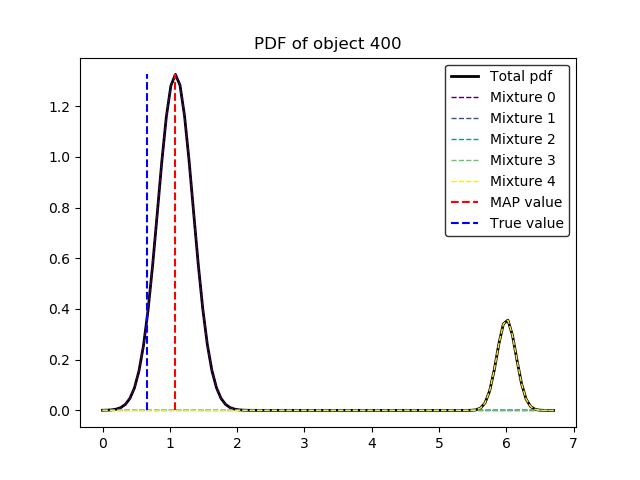 PDF of object 400
Total pdf
Mixture 0
Mixture 1
Mixture 2
Mixture 3
Mixture 4
MAP value
True value
1.2
1.0
0.8
0.6
0.4
0.2
0.0
0 1 2 3 4 5 6 7